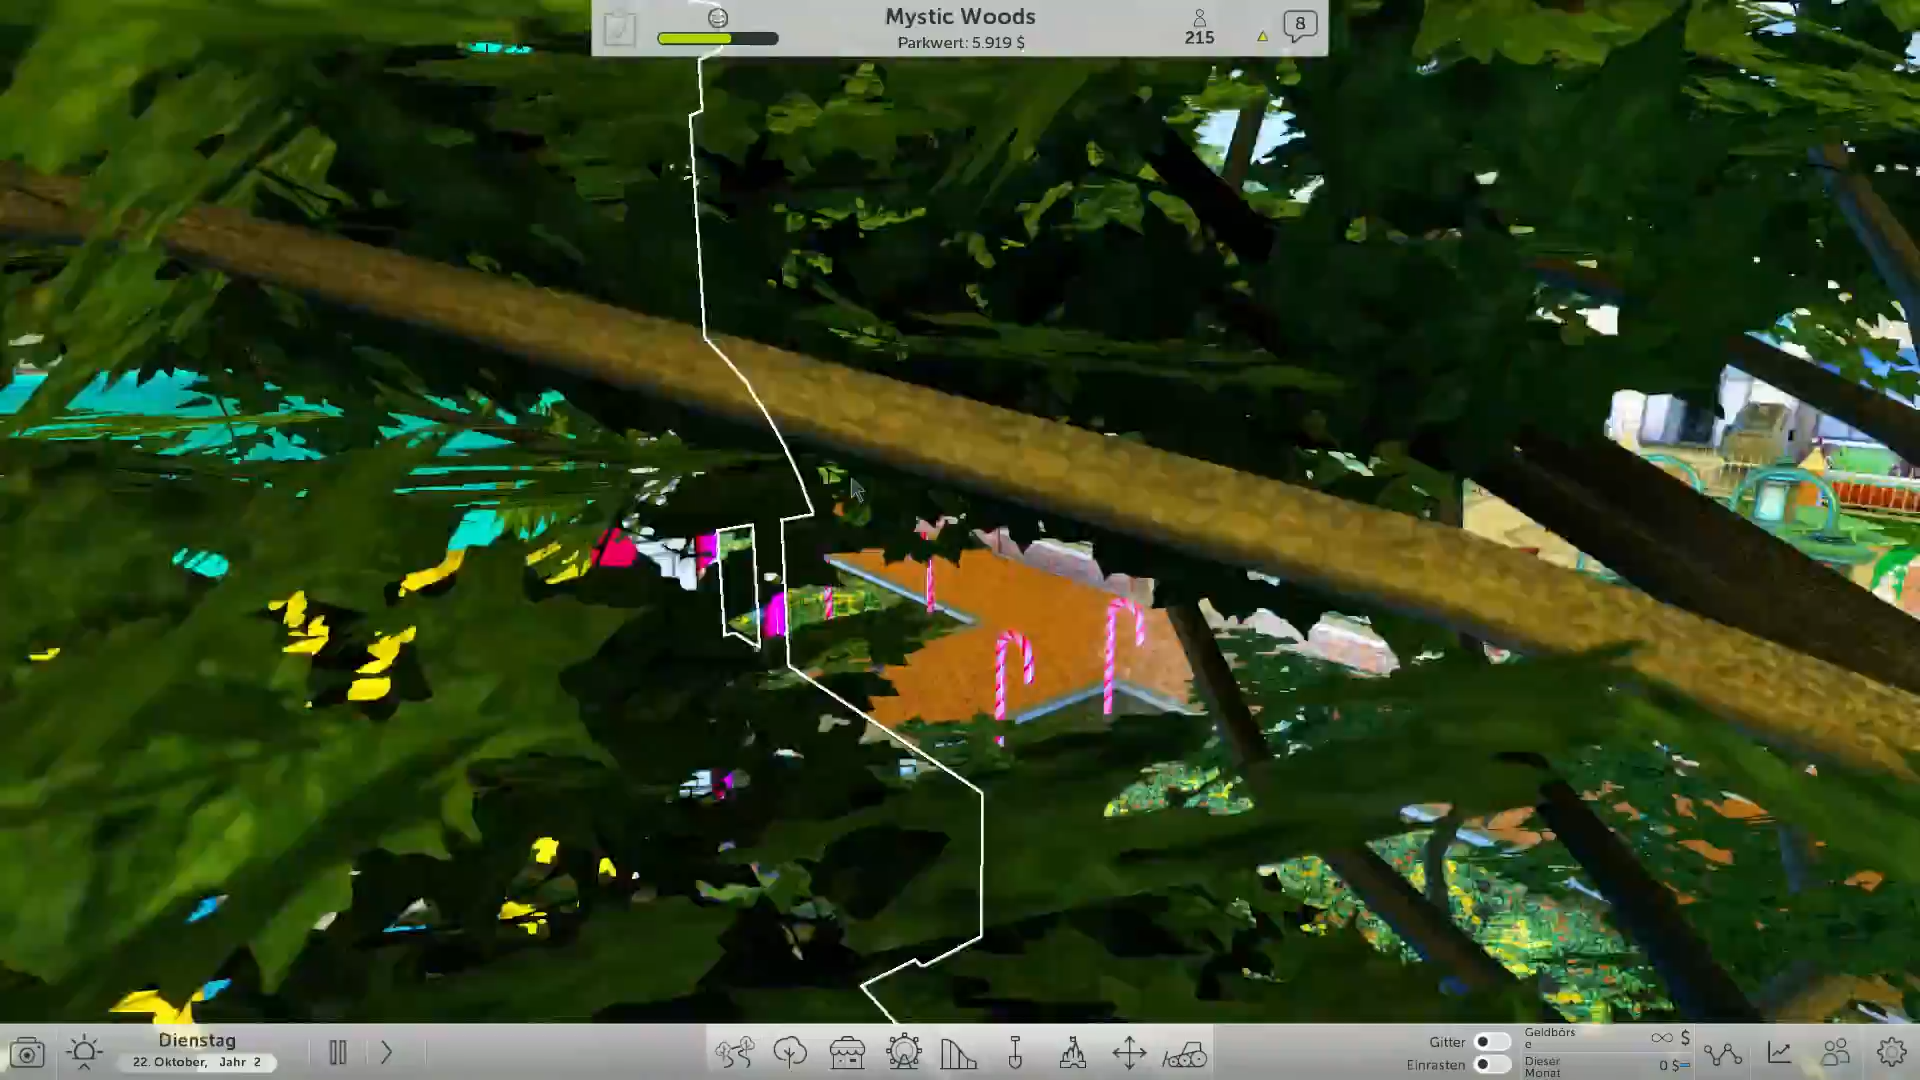 Mystic Woods
Parkwert: 5.919 $
215
8
Dienstag
22. Oktober, Jahr 2
Gitter
Einrasten
Geldbörs
e
∞ $
Dieser
Monat
0 $=